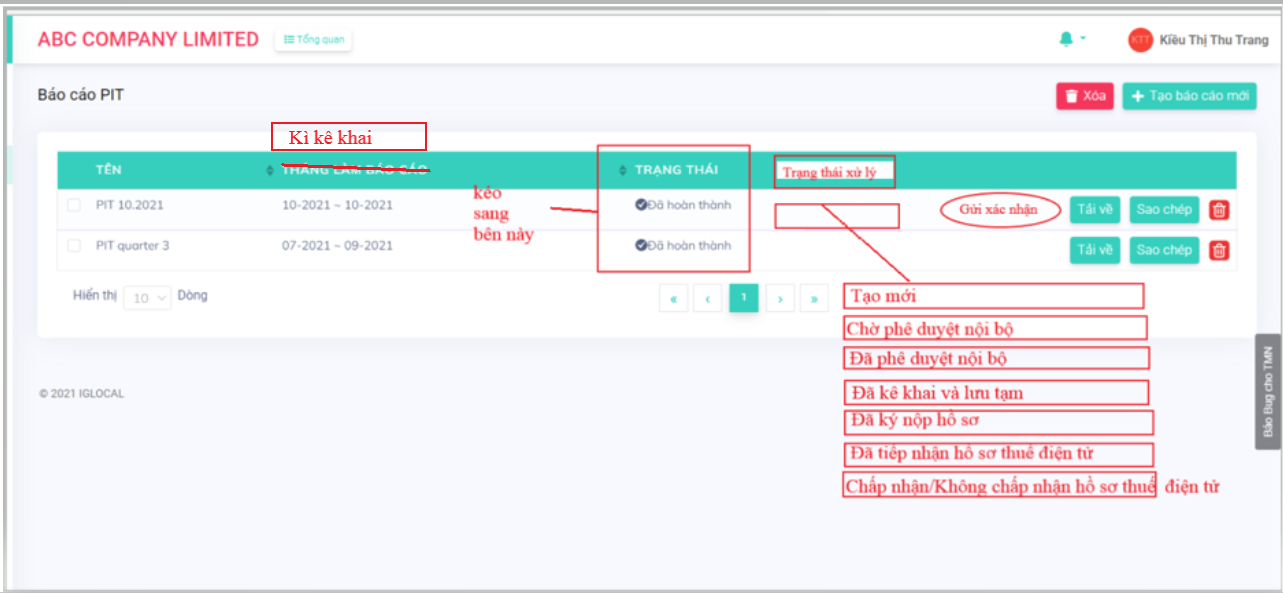 ABC COMPANY LIMITED Tổng quan KTT Kiều Thị Thu Trang
Báo cáo PIT Xóa + Tạo báo cáo mới
Kì kê khai
TÊN THÁNG LÀM BÁO CÁO TRẠNG THÁI Trạng thái xử lý
kéo
sang
bên này
PIT 10.2021 10-2021 ~ 10-2021 Đã hoàn thành Gửi xác nhận Tải về Sao chép
PIT quarter 3 07-2021 ~ 09-2021 Đã hoàn thành Tải về Sao chép
Hiển thị 10 Dòng « ‹ 1 › »
Tạo mới
Chờ phê duyệt nội bộ
Đã phê duyệt nội bộ
Đã kê khai và lưu tạm
Đã ký nộp hồ sơ
Đã tiếp nhận hồ sơ thuế điện tử
Chấp nhận/Không chấp nhận hồ sơ thuế điện tử
© 2021 IGLOCAL
Báo Bug cho TMN